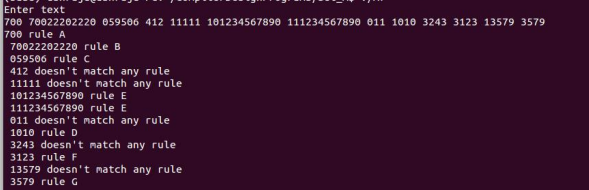 Enter text
700 70022202220 059506 412 11111 101234567890 111234567890 011 1010 3243 3123 13579 3579
700 rule A
70022202220 rule B
059506 rule C
412 doesn't match any rule
11111 doesn't match any rule
101234567890 rule E
111234567890 rule E
011 doesn't match any rule
1010 rule D
3243 doesn't match any rule
3123 rule F
13579 doesn't match any rule
3579 rule G